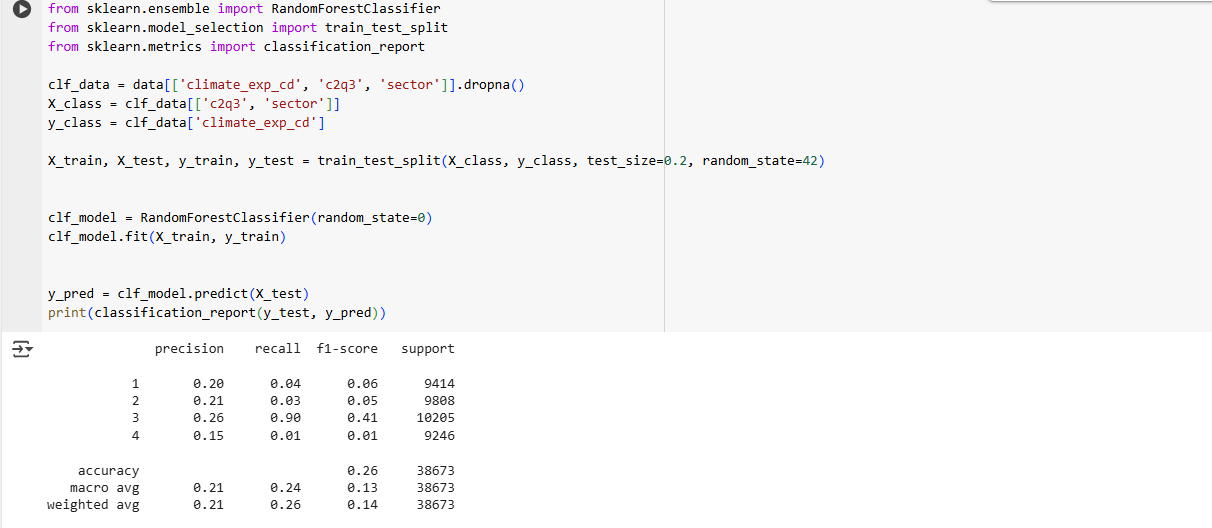 from sklearn.ensemble import RandomForestClassifier
from sklearn.model_selection import train_test_split
from sklearn.metrics import classification_report
clf_data = data[['climate_exp_cd', 'c2q3', 'sector']].dropna()
X_class = clf_data[['c2q3', 'sector']]
y_class = clf_data['climate_exp_cd']
X_train, X_test, y_train, y_test = train_test_split(X_class, y_class, test_size=0.2, random_state=42)
clf_model = RandomForestClassifier(random_state=0)
clf_model.fit(X_train, y_train)
y_pred = clf_model.predict(X_test)
print(classification_report(y_test, y_pred))
precision recall f1-score support
1 0.20 0.04 0.06 9414
2 0.21 0.03 0.05 9808
3 0.26 0.90 0.41 10205
4 0.15 0.01 0.01 9246
accuracy 0.26 38673
macro avg 0.21 0.24 0.13 38673
weighted avg 0.21 0.26 0.14 38673